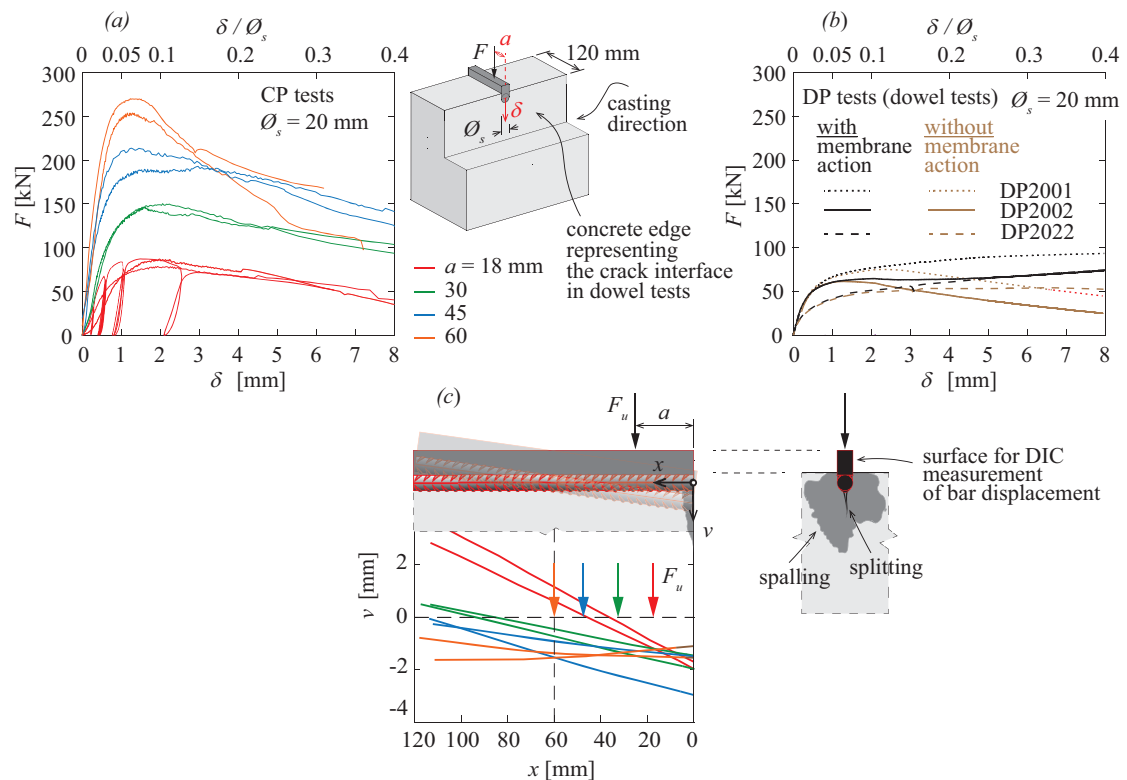 (a)
δ / Ø_s
0 0.05 0.1 0.2 0.3 0.4
300
250
200
150
100
50
0
F [kN]
CP tests
Ø_s = 20 mm
0 1 2 3 4 5 6 7 8
δ [mm]
a
F
120 mm
δ
Ø_s
casting
direction
concrete edge
representing
the crack interface
in dowel tests
a = 18 mm
30
45
60
(b)
δ / Ø_s
0 0.05 0.1 0.2 0.3 0.4
300
250
200
150
100
50
0
F [kN]
DP tests (dowel tests) Ø_s = 20 mm
with without
membrane membrane
action action
DP2001
DP2002
DP2022
0 1 2 3 4 5 6 7 8
δ [mm]
(c)
F_u
a
x
v
2
0
-2
-4
v [mm]
F_u
120 100 80 60 40 20 0
x [mm]
surface for DIC
measurement
of bar displacement
spalling
splitting